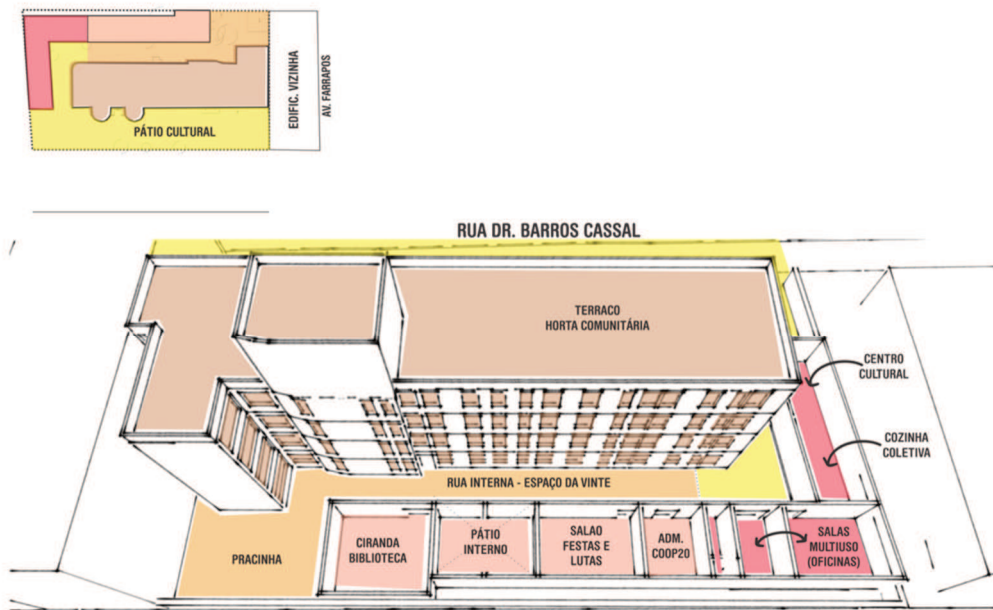 PÁTIO CULTURAL
EDIFIC. VIZINHA
AV. FARRAPOS
RUA DR. BARROS CASSAL
TERRACO
HORTA COMUNITÁRIA
CENTRO
CULTURAL
COZINHA
COLETIVA
RUA INTERNA - ESPAÇO DA VINTE
PRACINHA
CIRANDA
BIBLIOTECA
PÁTIO
INTERNO
SALAO
FESTAS E
LUTAS
ADM.
COOP20
SALAS
MULTIUSO
(OFICINAS)